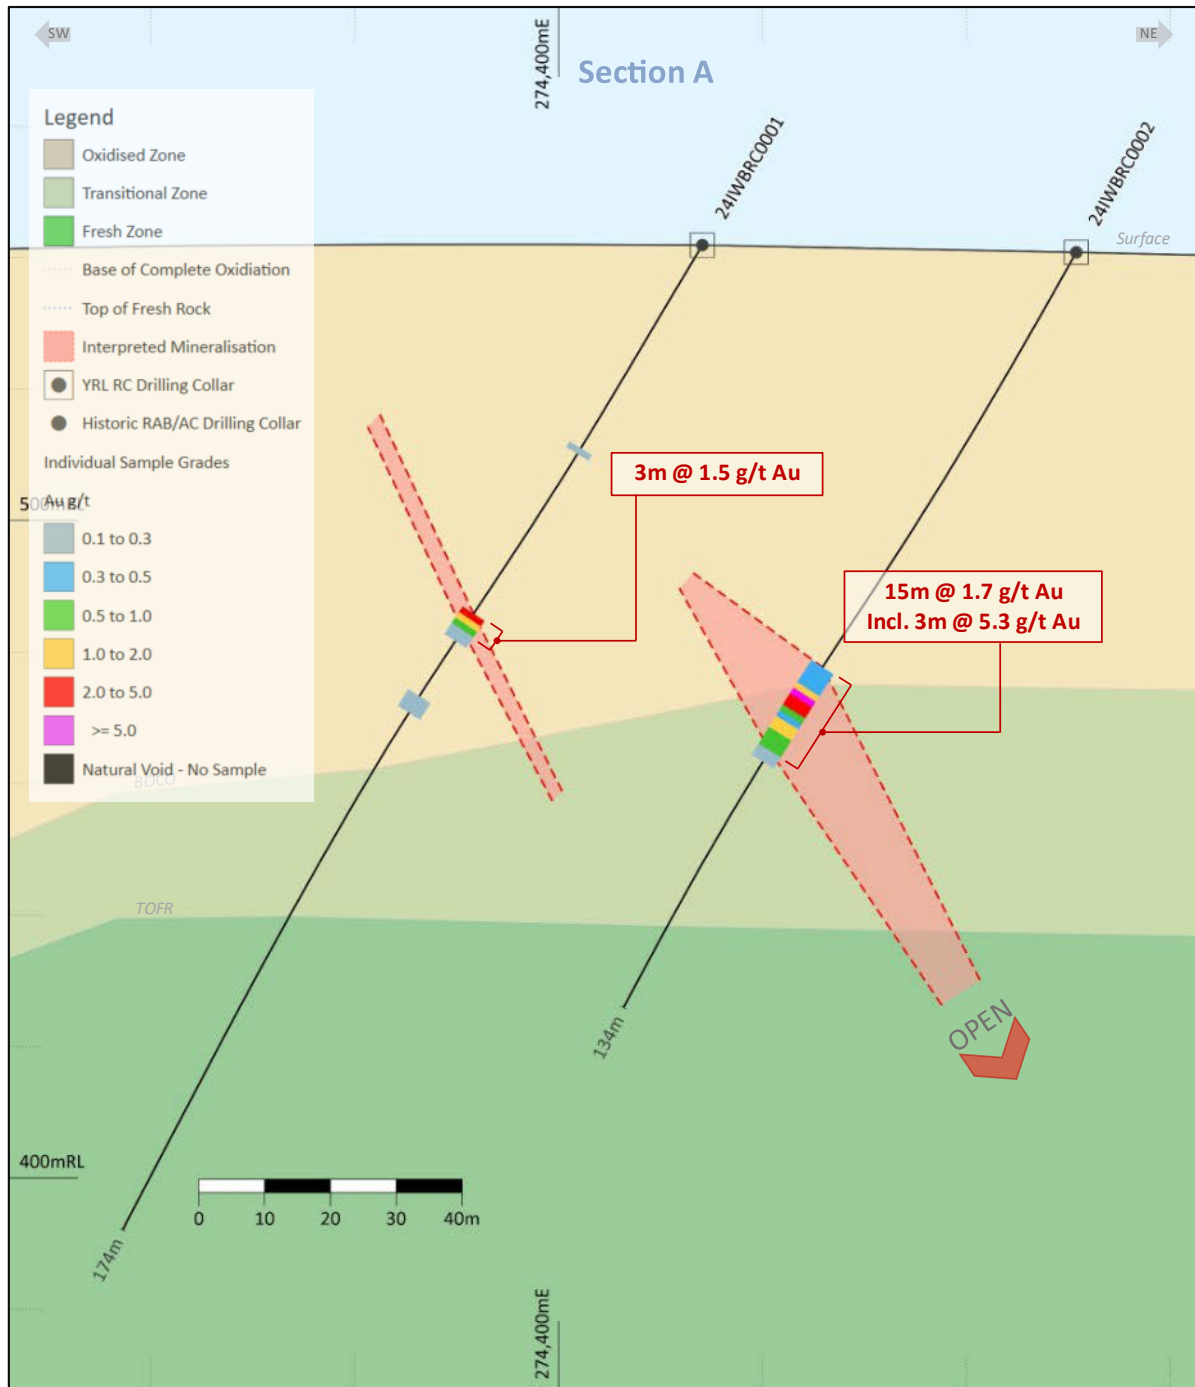 SW
274,400mE
Section A
NE
Legend
Oxidised Zone
Transitional Zone
Fresh Zone
Base of Complete Oxidiation
Top of Fresh Rock
Interpreted Mineralisation
YRL RC Drilling Collar
Historic RAB/AC Drilling Collar
Individual Sample Grades
Au g/t
0.1 to 0.3
0.3 to 0.5
0.5 to 1.0
1.0 to 2.0
2.0 to 5.0
>= 5.0
Natural Void - No Sample
24IWBRC0001
24IWBRC0002
Surface
500mRL
3m @ 1.5 g/t Au
15m @ 1.7 g/t Au
Incl. 3m @ 5.3 g/t Au
BOCO
TOFR
OPEN
134m
400mRL
0 10 20 30 40m
174m
274,400mE